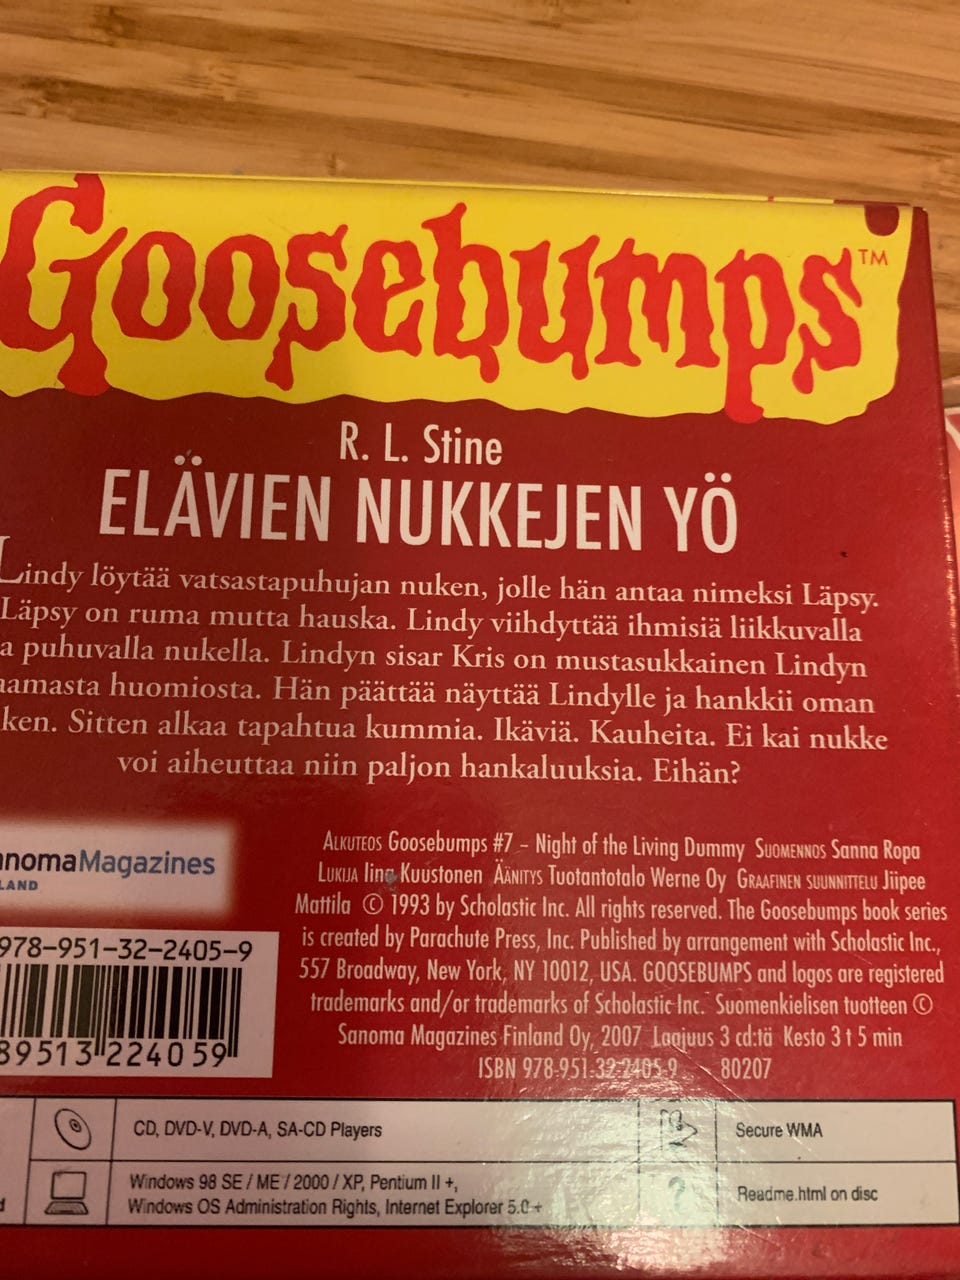 Goosebumps™
R. L. Stine
ELÄVIEN NUKKEJEN YÖ
Lindy löytää vatsastapuhujan nuken, jolle hän antaa nimeksi Läpsy.
Läpsy on ruma mutta hauska. Lindy viihdyttää ihmisiä liikkuvalla
a puhuvalla nukella. Lindyn sisar Kris on mustasukkainen Lindyn
aamasta huomiosta. Hän päättää näyttää Lindylle ja hankkii oman
ken. Sitten alkaa tapahtua kummia. Ikäviä. Kauheita. Ei kai nukke
voi aiheuttaa niin paljon hankaluuksia. Eihän?
anomaMagazines
LAND
ALKUTEOS Goosebumps #7 – Night of the Living Dummy SUOMENNOS Sanna Ropa
LUKIJA Iina Kuustonen ÄÄNITYS Tuotantotalo Werne Oy GRAAFINEN SUUNNITTELU Jiipee
Mattila © 1993 by Scholastic Inc. All rights reserved. The Goosebumps book series
is created by Parachute Press, Inc. Published by arrangement with Scholastic Inc.,
557 Broadway, New York, NY 10012, USA. GOOSEBUMPS and logos are registered
trademarks and/or trademarks of Scholastic Inc. Suomenkielisen tuotteen ©
Sanoma Magazines Finland Oy, 2007 Laajuus 3 cd:tä Kesto 3 t 5 min
ISBN 978-951-32-2405-9 80207
978-951-32-2405-9
89513 224059
CD, DVD-V, DVD-A, SA-CD Players
Secure WMA
Windows 98 SE / ME / 2000 / XP, Pentium II +,
Windows OS Administration Rights, Internet Explorer 5.0 +
Readme.html on disc